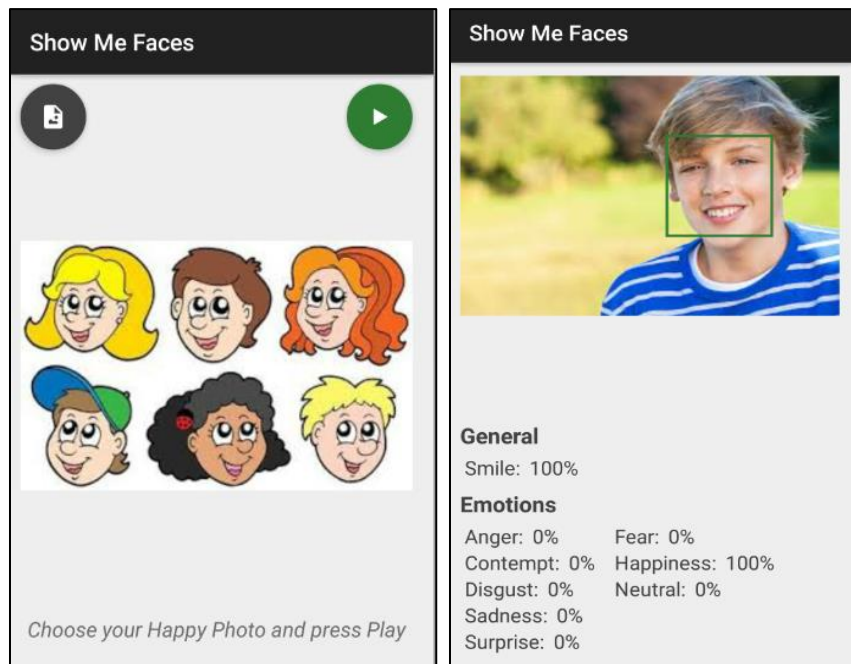 Show Me Faces
Choose your Happy Photo and press Play
Show Me Faces
General
Smile: 100%
Emotions
Anger: 0% Fear: 0%
Contempt: 0% Happiness: 100%
Disgust: 0% Neutral: 0%
Sadness: 0%
Surprise: 0%